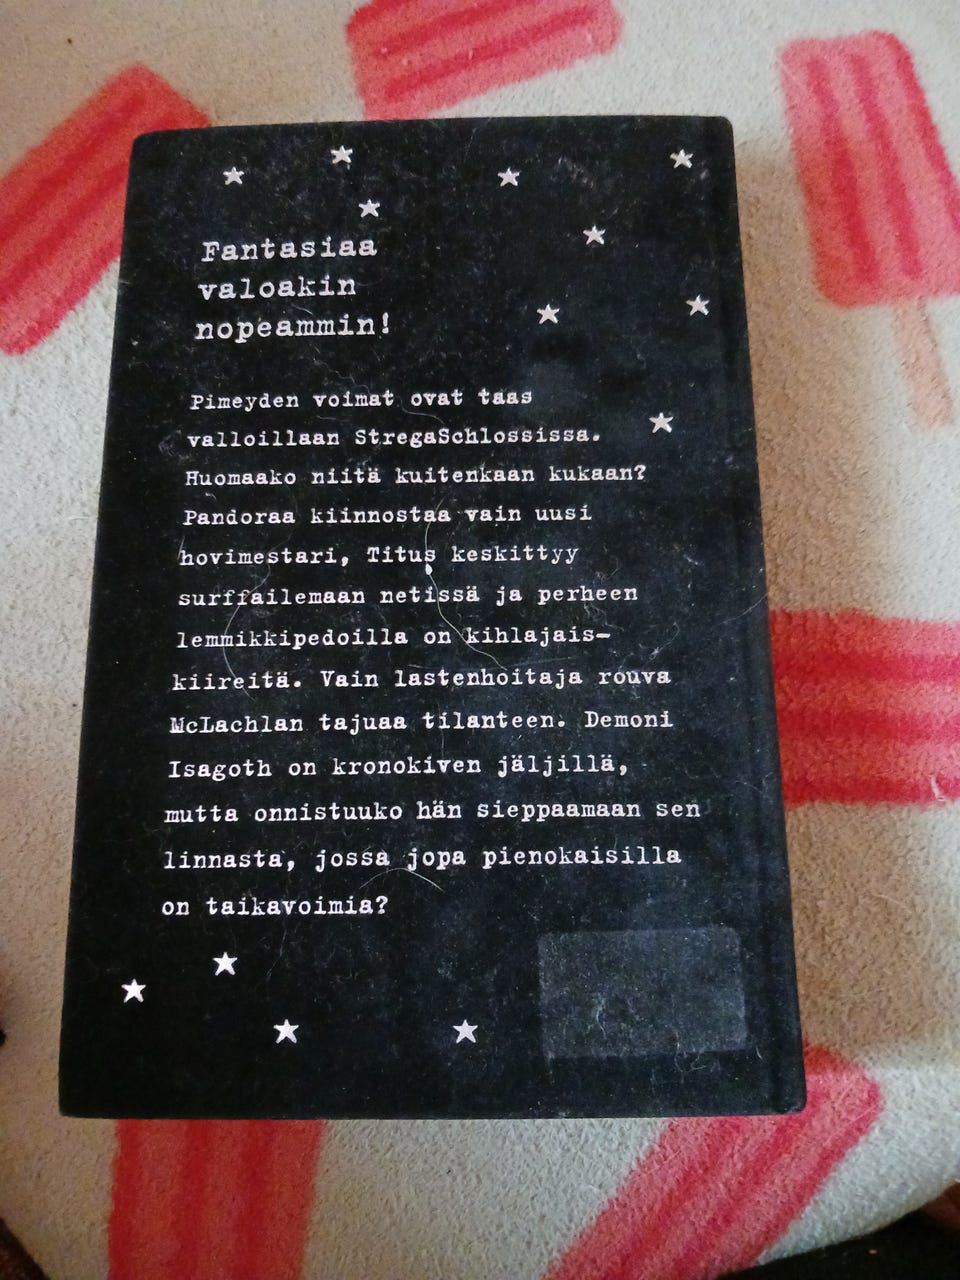 Fantasiaa
valoakin
nopeammin!
Pimeyden voimat ovat taas
valloillaan StregaSchlossissa.
Huomaako niitä kuitenkaan kukaan?
Pandoraa kiinnostaa vain uusi
hovimestari, Titus keskittyy
surffailemaan netissä ja perheen
lemmikkipedoilla on kihlajais-
kiireitä. Vain lastenhoitaja rouva
McLachlan tajuaa tilanteen. Demoni
Isagoth on kronokiven jäljillä,
mutta onnistuuko hän sieppaamaan sen
linnasta, jossa jopa pienokaisilla
on taikavoimia?